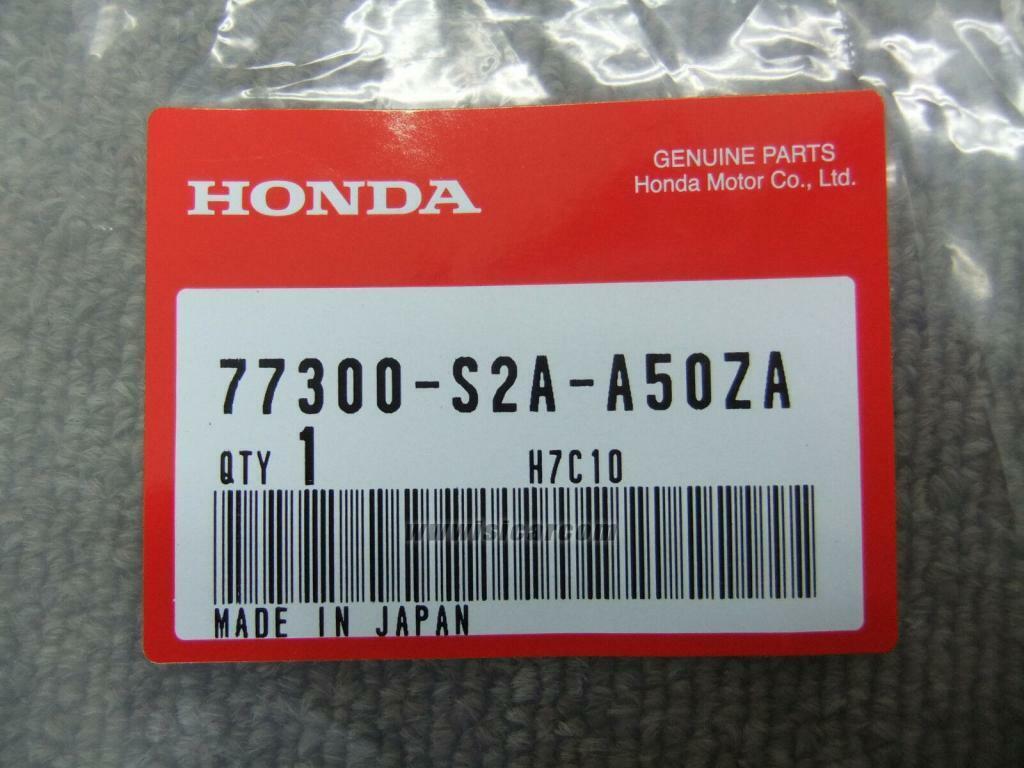 HONDA
GENUINE PARTS
Honda Motor Co., Ltd.
77300-S2A-A50ZA
QTY 1 H7C10
www.isicar.com
MADE IN JAPAN